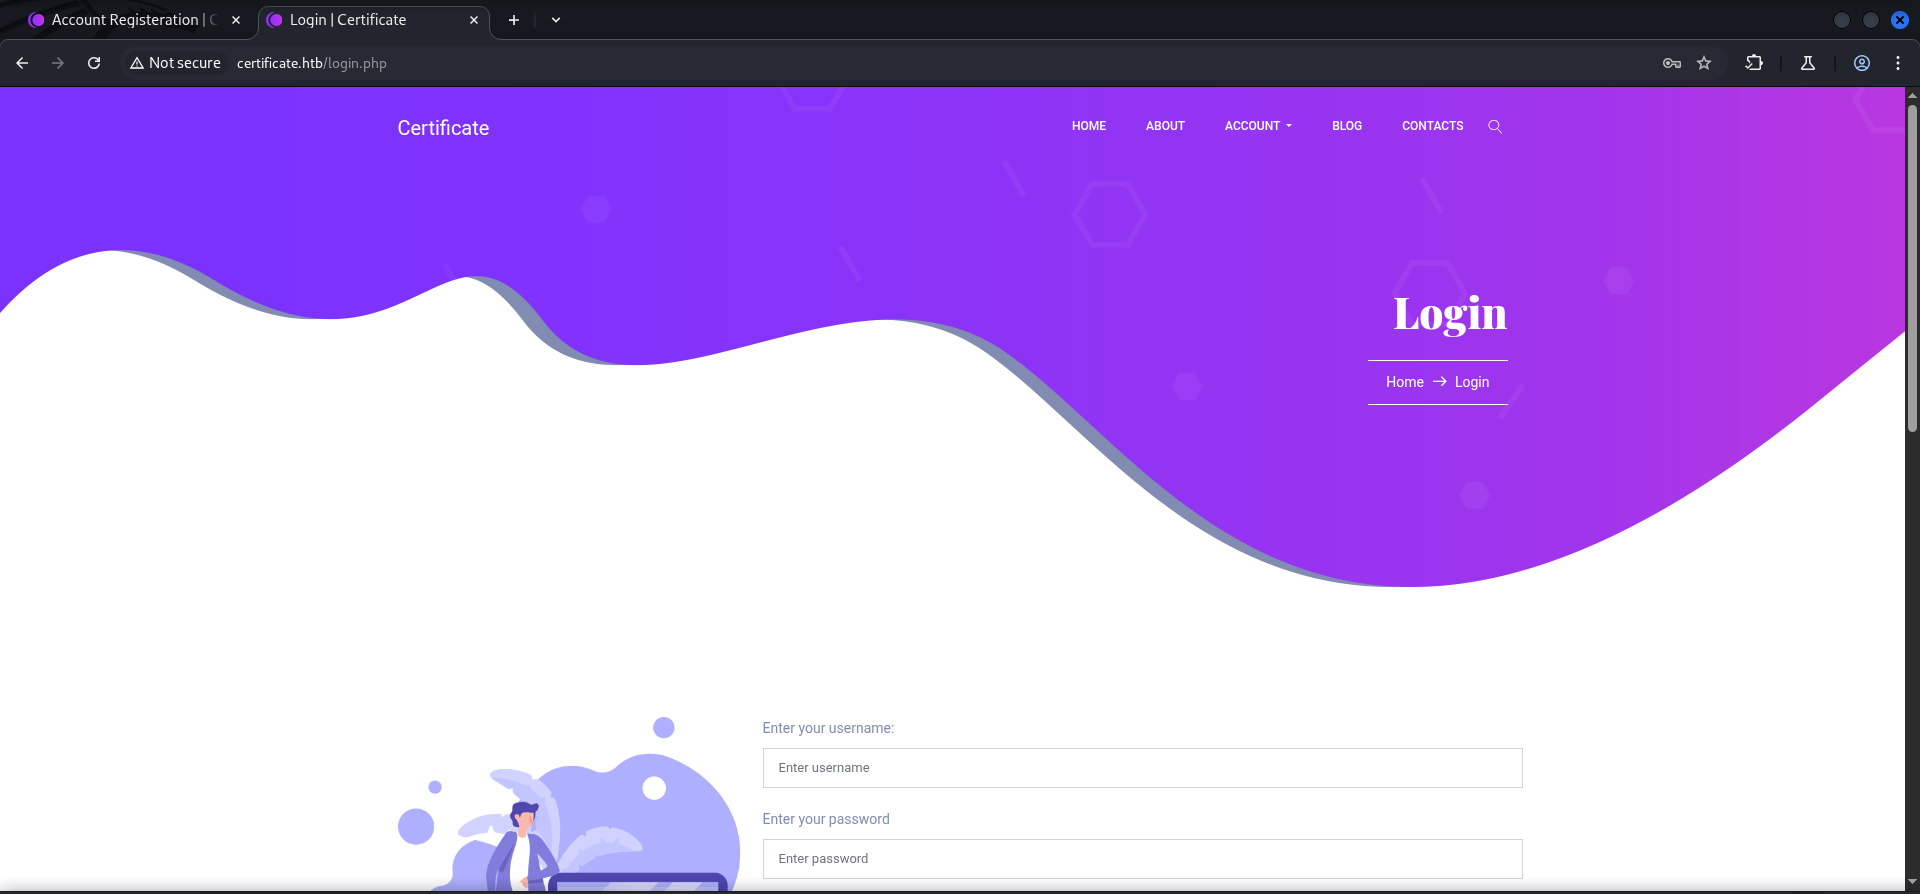 Account Registeration |
Login | Certificate
Not secure
certificate.htb/login.php
Certificate
HOME
ABOUT
ACCOUNT
BLOG
CONTACTS
Login
Home
Login
Enter your username:
Enter username
Enter your password
Enter password